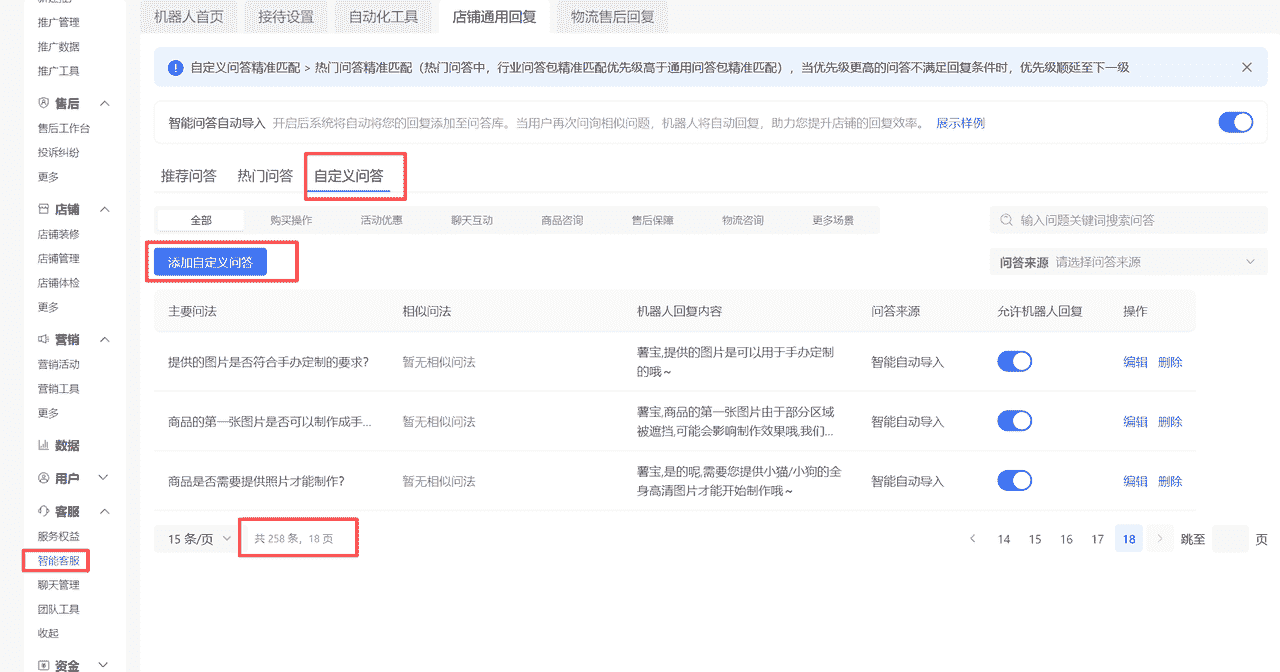 推广管理
推广数据
推广工具
售后
售后工作台
投诉纠纷
更多
店铺
店铺装修
店铺管理
店铺体检
更多
营销
营销活动
营销工具
更多
数据
用户
客服
服务权益
智能客服
聊天管理
团队工具
收起
资金
机器人首页 接待设置 自动化工具 店铺通用回复 物流售后回复
自定义问答精准匹配 > 热门问答精准匹配（热门问答中，行业问答包精准匹配优先级高于通用问答包精准匹配），当优先级更高的问答不满足回复条件时，优先级顺延至下一级
智能问答自动导入 开启后系统将自动将您的回复添加至问答库。当用户再次问询相似问题，机器人将自动回复，助力您提升店铺的回复效率。 展示样例
推荐问答 热门问答 自定义问答
全部 购买操作 活动优惠 聊天互动 商品咨询 售后保障 物流咨询 更多场景 输入问题关键词搜索问答
添加自定义问答 问答来源 请选择问答来源
主要问法 相似问法 机器人回复内容 问答来源 允许机器人回复 操作
提供的图片是否符合手办定制的要求? 暂无相似问法 薯宝,提供的图片是可以用于手办定制 智能自动导入 编辑 删除
的哦~
商品的第一张图片是否可以制作成手... 暂无相似问法 薯宝,商品的第一张图片由于部分区域 智能自动导入 编辑 删除
被遮挡,可能会影响制作效果哦,我们...
商品是否需要提供照片才能制作? 暂无相似问法 薯宝,是的呢,需要您提供小猫/小狗的全 智能自动导入 编辑 删除
身高清图片才能开始制作哦~
15 条/页 共 258 条，18 页 14 15 16 17 18 跳至 页